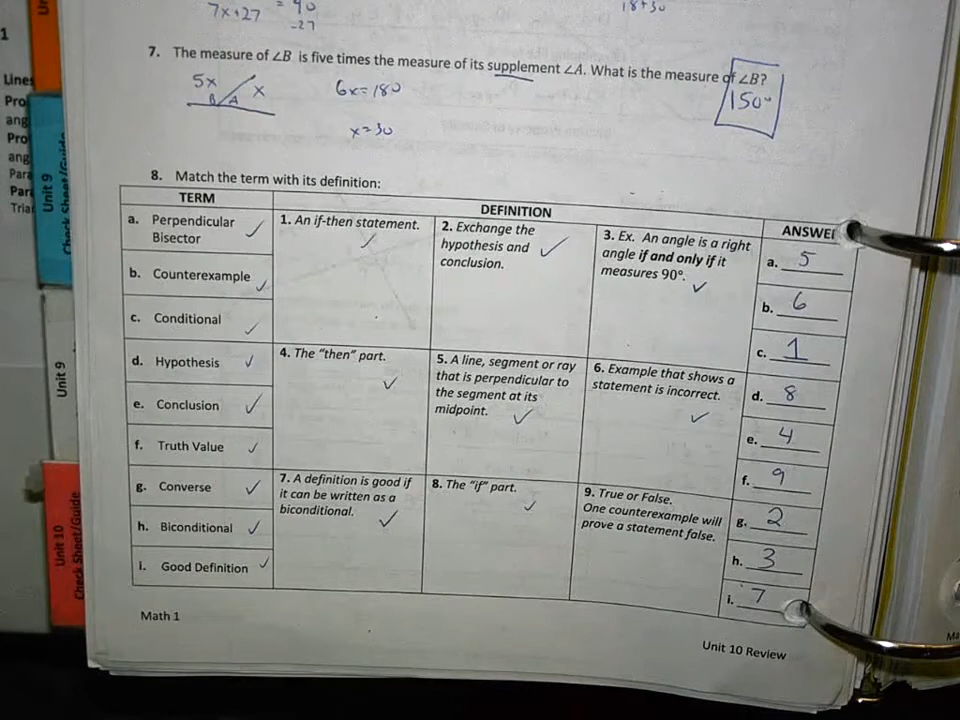 = 90
7x+27
-27
18+30
7. The measure of ∠B is five times the measure of its supplement ∠A. What is the measure of ∠B?
5x x 6x=180 150°
B A
x=30
8. Match the term with its definition:
TERM DEFINITION
a. Perpendicular Bisector
b. Counterexample
c. Conditional
d. Hypothesis
e. Conclusion
f. Truth Value
g. Converse
h. Biconditional
i. Good Definition
1. An if-then statement.
2. Exchange the
hypothesis and
conclusion.
3. Ex. An angle is a right
angle if and only if it
measures 90°.
4. The "then" part.
5. A line, segment or ray
that is perpendicular to
the segment at its
midpoint.
6. Example that shows a
statement is incorrect.
7. A definition is good if
it can be written as a
biconditional.
8. The "if" part.
9. True or False.
One counterexample will
prove a statement false.
a. 5
b. 6
c. 1
d. 8
e. 4
f. 9
g. 2
h. 3
i. 7
Math 1
Unit 10 Review
1
Unit 9
Check Sheet/Guide
Unit 9
Unit 10
Check Sheet/Guide